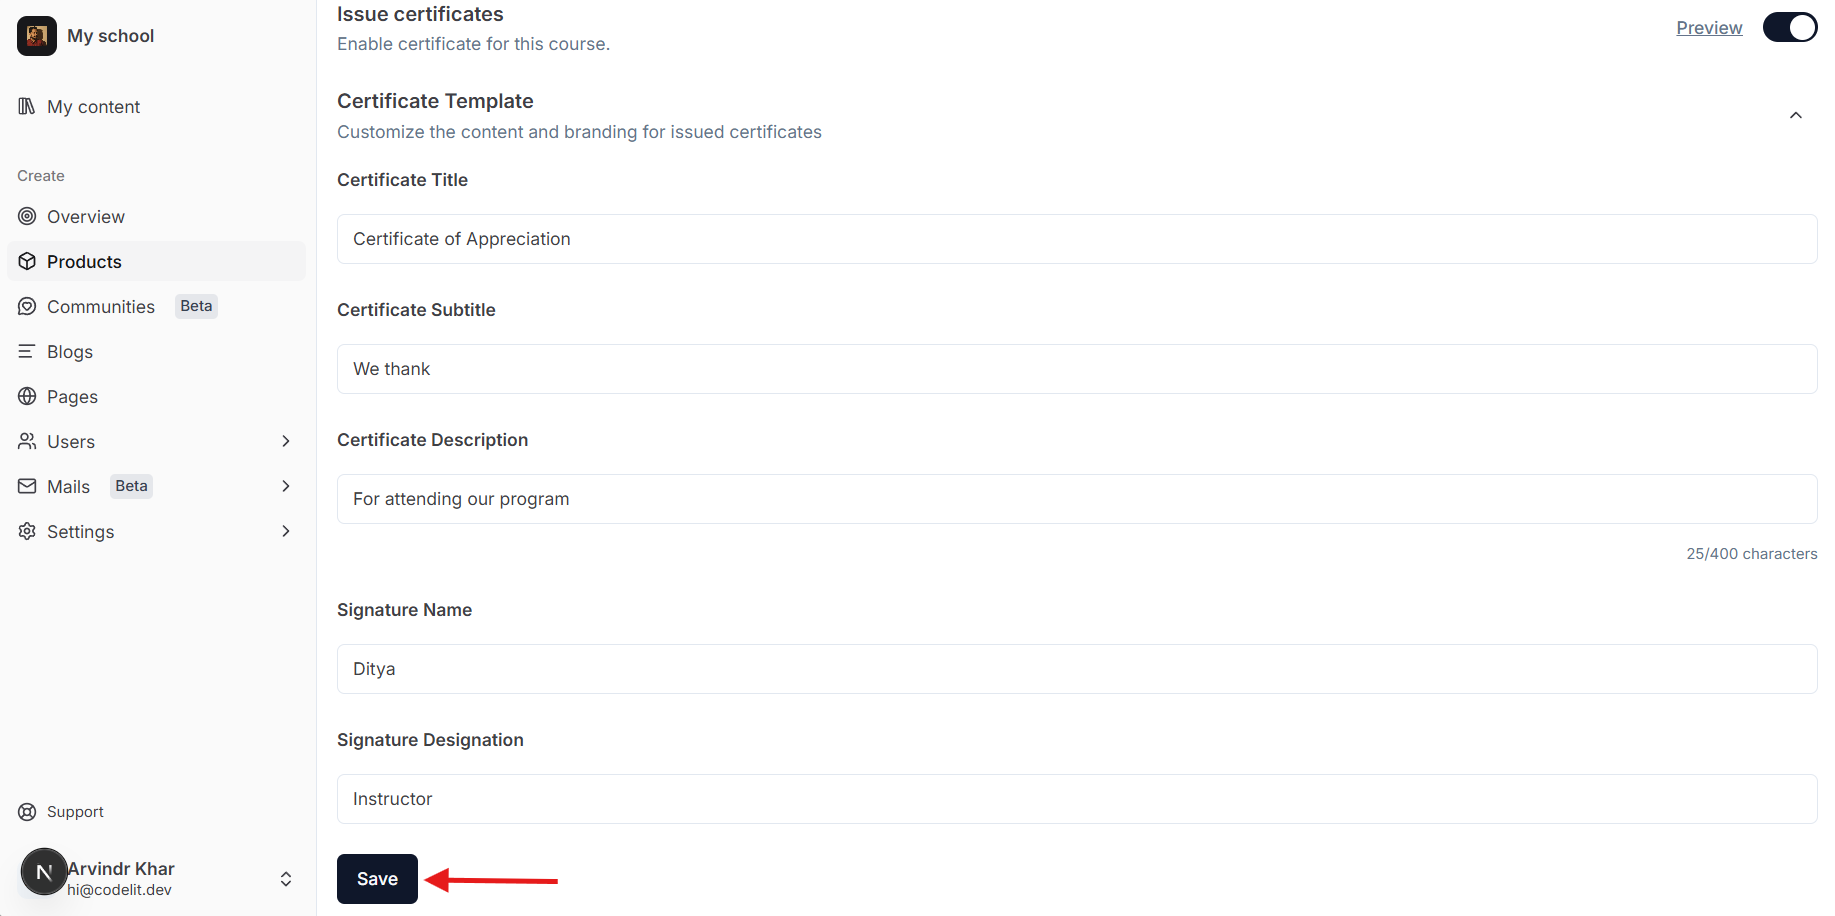 My school
My content
Create
Overview
Products
Communities Beta
Blogs
Pages
Users
Mails Beta
Settings
Support
N
Arvindr Khar
hi@codelit.dev
Issue certificates
Enable certificate for this course.
Preview
Certificate Template
Customize the content and branding for issued certificates
Certificate Title
Certificate of Appreciation
Certificate Subtitle
We thank
Certificate Description
For attending our program
25/400 characters
Signature Name
Ditya
Signature Designation
Instructor
Save